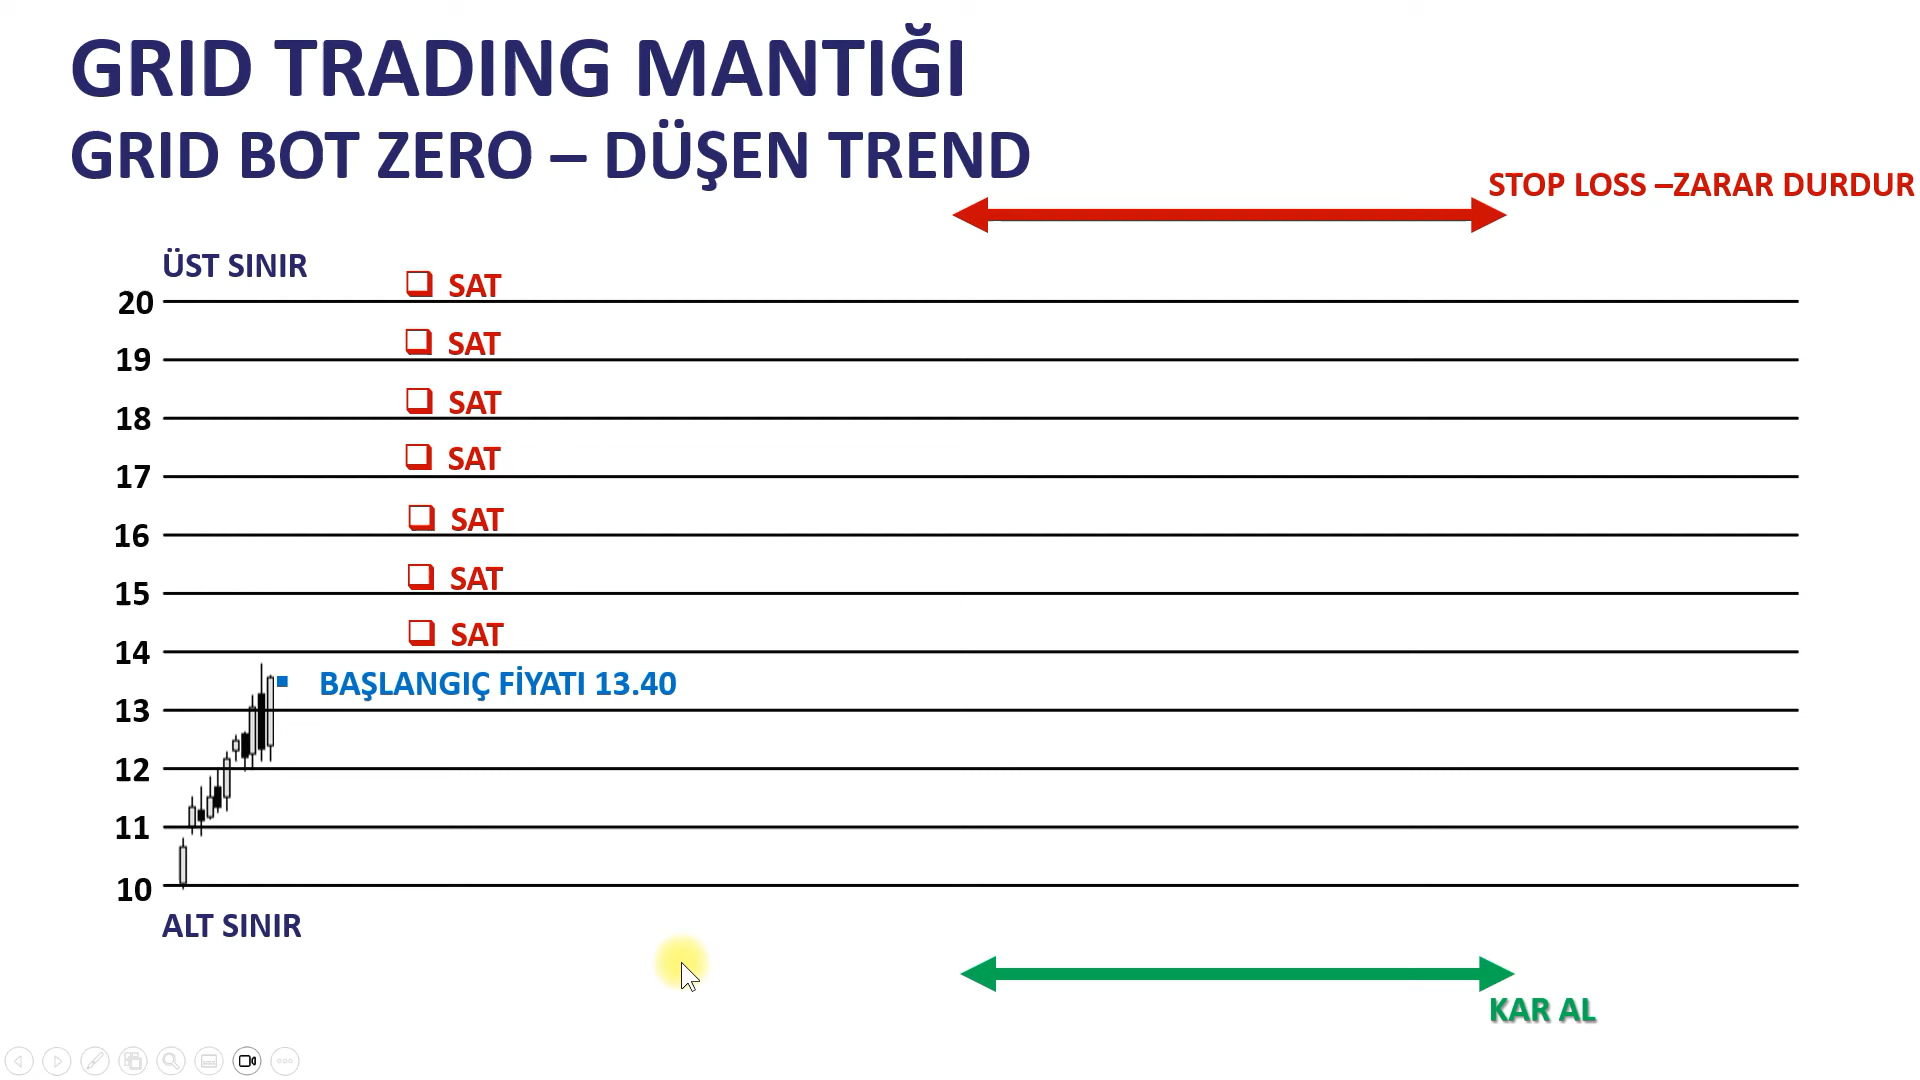 GRID TRADING MANTIĞI
GRID BOT ZERO – DÜŞEN TREND
STOP LOSS –ZARAR DURDUR
ÜST SINIR
❑ SAT
20
❑ SAT
19
❑ SAT
18
❑ SAT
17
❑ SAT
16
❑ SAT
15
❑ SAT
14
▪ BAŞLANGIÇ FİYATI 13.40
13
12
11
10
ALT SINIR
KAR AL